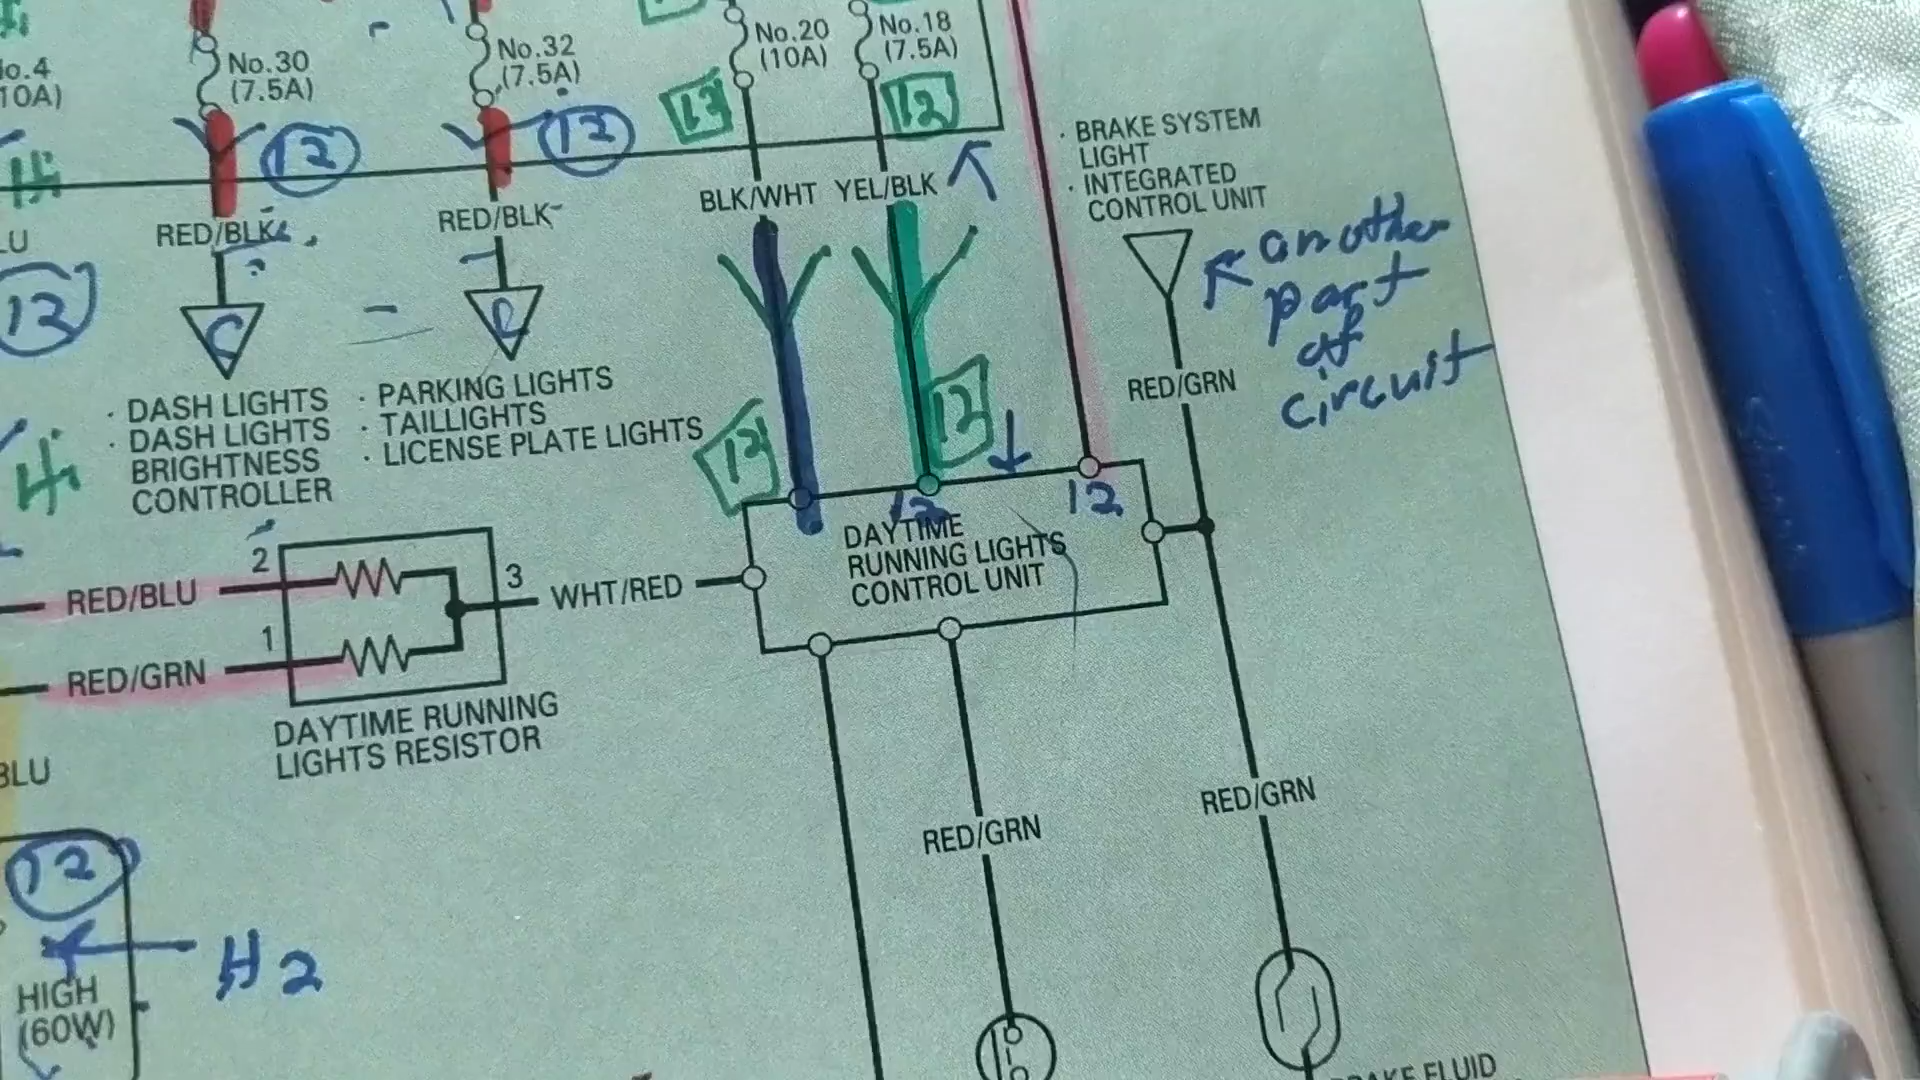 No.20
(10A)
No.18
(7.5A)
No.30
(7.5A)
No.32
(7.5A)
No.4
10A)
13
12
12
12
BRAKE SYSTEM
LIGHT
INTEGRATED
CONTROL UNIT
RED/BLK
RED/BLK
BLK/WHT
YEL/BLK
LU
12
another
part
of
circuit
C
RED/GRN
DASH LIGHTS
DASH LIGHTS
BRIGHTNESS
CONTROLLER
PARKING LIGHTS
TAILLIGHTS
LICENSE PLATE LIGHTS
12
12
12
DAYTIME
RUNNING LIGHTS
CONTROL UNIT
2
3
RED/BLU
WHT/RED
1
RED/GRN
DAYTIME RUNNING
LIGHTS RESISTOR
BLU
RED/GRN
RED/GRN
12
H2
HIGH
(60W)
FLUID